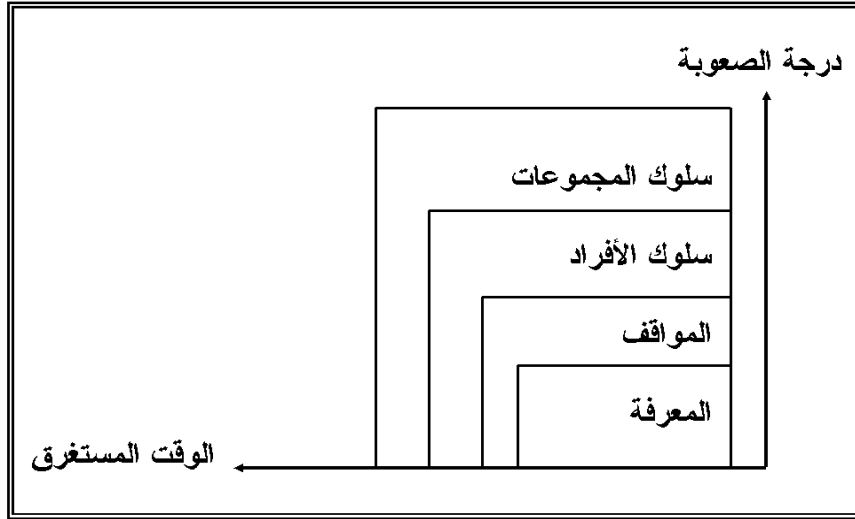 درجة الصعوبة
سلوك المجموعات
سلوك الأفراد
المواقف
المعرفة
الوقت المستغرق